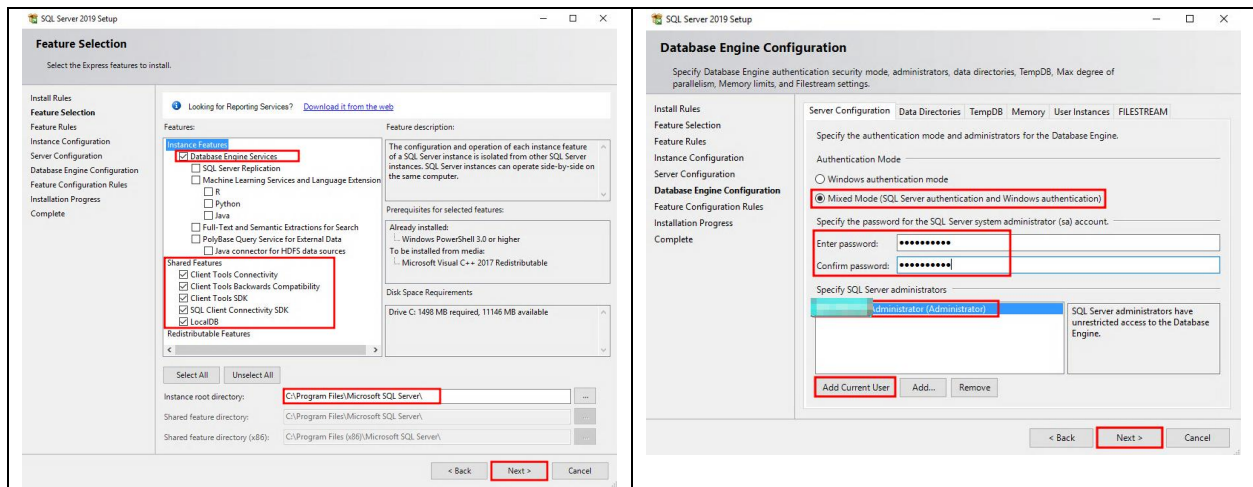 SQL Server 2019 Setup
Feature Selection
Select the Express features to install.
Install Rules
Feature Selection
Feature Rules
Instance Configuration
Server Configuration
Database Engine Configuration
Feature Configuration Rules
Installation Progress
Complete
Looking for Reporting Services? Download it from the web
Features:
Instance Features
Database Engine Services
SQL Server Replication
Machine Learning Services and Language Extension
R
Python
Java
Full-Text and Semantic Extractions for Search
PolyBase Query Service for External Data
Java connector for HDFS data sources
Shared Features
Client Tools Connectivity
Client Tools Backwards Compatibility
Client Tools SDK
SQL Client Connectivity SDK
LocalDB
Redistributable Features
Feature description:
The configuration and operation of each instance feature
of a SQL Server instance is isolated from other SQL Server
instances. SQL Server instances can operate side-by-side on
the same computer.
Prerequisites for selected features:
Already installed:
Windows PowerShell 3.0 or higher
To be installed from media:
Microsoft Visual C++ 2017 Redistributable
Disk Space Requirements
Drive C: 1498 MB required, 11146 MB available
Select All Unselect All
Instance root directory: C:\Program Files\Microsoft SQL Server\ ...
Shared feature directory: C:\Program Files\Microsoft SQL Server\ ...
Shared feature directory (x86): C:\Program Files (x86)\Microsoft SQL Server\ ...
< Back Next > Cancel
SQL Server 2019 Setup
Database Engine Configuration
Specify Database Engine authentication security mode, administrators, data directories, TempDB, Max degree of
parallelism, Memory limits, and Filestream settings.
Install Rules
Feature Selection
Feature Rules
Instance Configuration
Server Configuration
Database Engine Configuration
Feature Configuration Rules
Installation Progress
Complete
Server Configuration Data Directories TempDB Memory User Instances FILESTREAM
Specify the authentication mode and administrators for the Database Engine.
Authentication Mode
Windows authentication mode
Mixed Mode (SQL Server authentication and Windows authentication)
Specify the password for the SQL Server system administrator (sa) account.
Enter password: ●●●●●●●●●●
Confirm password: ●●●●●●●●●●
Specify SQL Server administrators
Administrator (Administrator)
SQL Server administrators have
unrestricted access to the Database
Engine.
Add Current User Add... Remove
< Back Next > Cancel